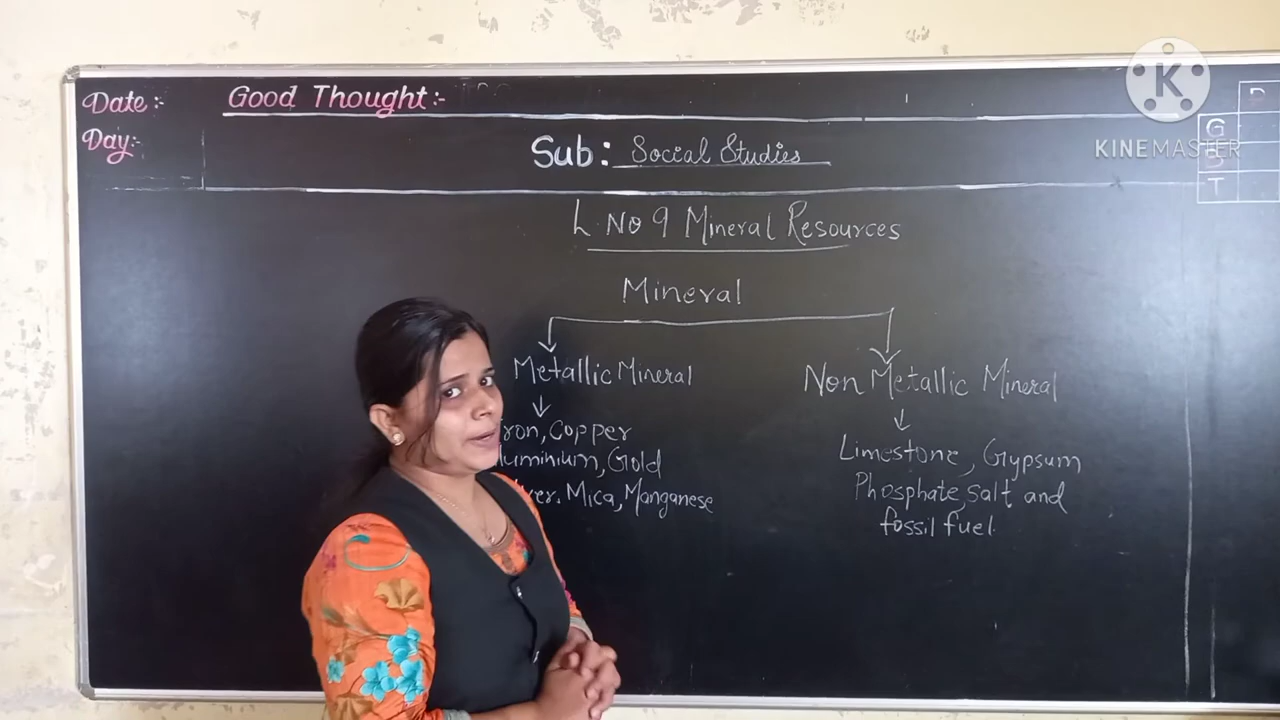 Date:-
Good Thought:-
Day:-
Sub: Social Studies
L. No 9 Mineral Resources
Mineral
Metallic Mineral
Non Metallic Mineral
ron, Copper
luminium, Gold
ver. Mica, Manganese
Limestone, Gypsum
Phosphate, salt and
fossil fuel.
G
B
T
K
KINEMASTER